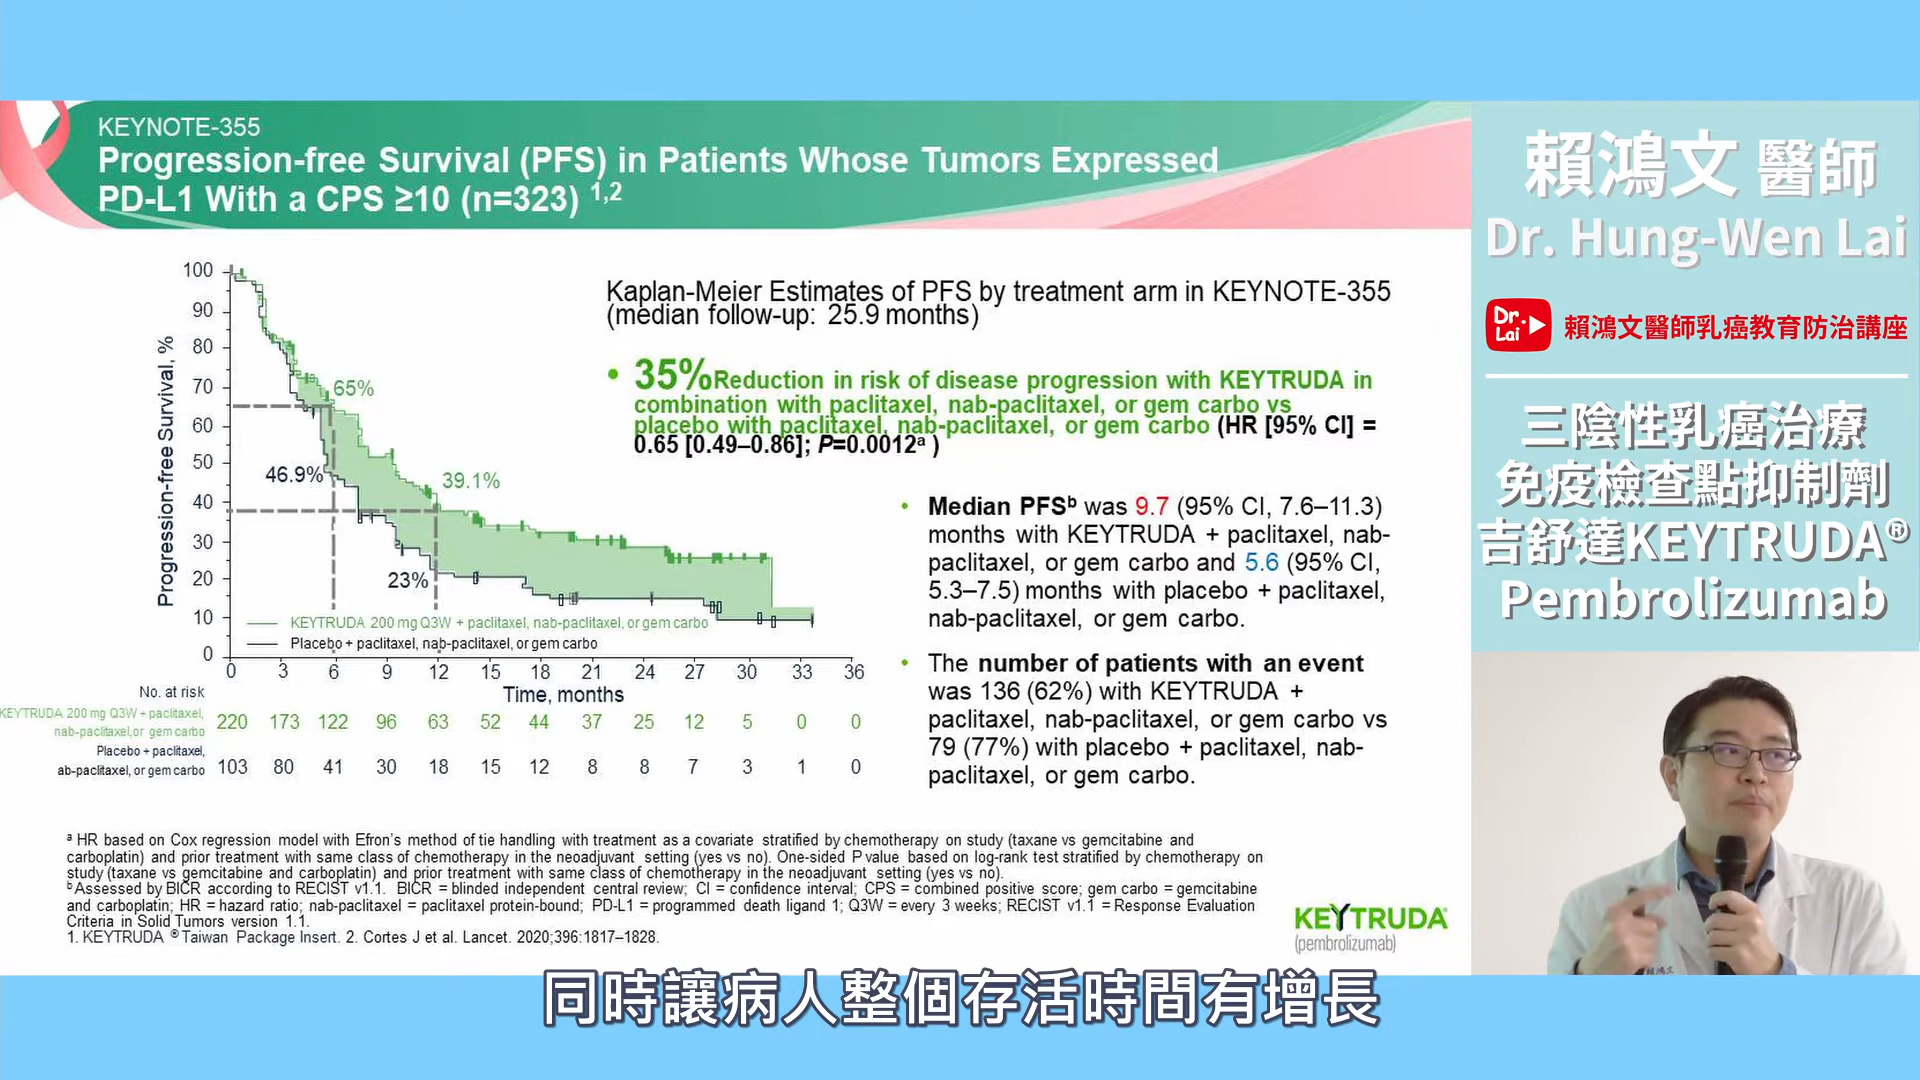 KEYNOTE-355
Progression-free Survival (PFS) in Patients Whose Tumors Expressed
PD-L1 With a CPS ≥10 (n=323) 1,2
Progression-free Survival, %
100
90
80
70
60
50
40
30
20
10
0
65%
46.9%
39.1%
23%
KEYTRUDA 200 mg Q3W + paclitaxel, nab-paclitaxel, or gem carbo
Placebo + paclitaxel, nab-paclitaxel, or gem carbo
0 3 6 9 12 15 18 21 24 27 30 33 36
Time, months
No. at risk
KEYTRUDA 200 mg Q3W + paclitaxel,
nab-paclitaxel, or gem carbo
220 173 122 96 63 52 44 37 25 12 5 0 0
Placebo + paclitaxel,
ab-paclitaxel, or gem carbo
103 80 41 30 18 15 12 8 8 7 3 1 0
Kaplan-Meier Estimates of PFS by treatment arm in KEYNOTE-355
(median follow-up: 25.9 months)
• 35%Reduction in risk of disease progression with KEYTRUDA in
combination with paclitaxel, nab-paclitaxel, or gem carbo vs
placebo with paclitaxel, nab-paclitaxel, or gem carbo (HR [95% CI] =
0.65 [0.49–0.86]; P=0.0012a )
• Median PFSb was 9.7 (95% CI, 7.6–11.3)
months with KEYTRUDA + paclitaxel, nab-
paclitaxel, or gem carbo and 5.6 (95% CI,
5.3–7.5) months with placebo + paclitaxel,
nab-paclitaxel, or gem carbo.
• The number of patients with an event
was 136 (62%) with KEYTRUDA +
paclitaxel, nab-paclitaxel, or gem carbo vs
79 (77%) with placebo + paclitaxel, nab-
paclitaxel, or gem carbo.
a HR based on Cox regression model with Efron's method of tie handling with treatment as a covariate stratified by chemotherapy on study (taxane vs gemcitabine and
carboplatin) and prior treatment with same class of chemotherapy in the neoadjuvant setting (yes vs no). One-sided P value based on log-rank test stratified by chemotherapy on
study (taxane vs gemcitabine and carboplatin) and prior treatment with same class of chemotherapy in the neoadjuvant setting (yes vs no).
b Assessed by BICR according to RECIST v1.1. BICR = blinded independent central review; CI = confidence interval; CPS = combined positive score; gem carbo = gemcitabine
and carboplatin; HR = hazard ratio; nab-paclitaxel = paclitaxel protein-bound; PD-L1 = programmed death ligand 1; Q3W = every 3 weeks; RECIST v1.1 = Response Evaluation
Criteria in Solid Tumors version 1.1.
1. KEYTRUDA ® Taiwan Package Insert. 2. Cortes J et al. Lancet. 2020;396:1817–1828.
KEYTRUDA®
(pembrolizumab)
賴鴻文 醫師
Dr. Hung-Wen Lai
Dr. Lai
賴鴻文醫師乳癌教育防治講座
三陰性乳癌治療
免疫檢查點抑制劑
吉舒達KEYTRUDA®
Pembrolizumab
賴鴻文
同時讓病人整個存活時間有增長